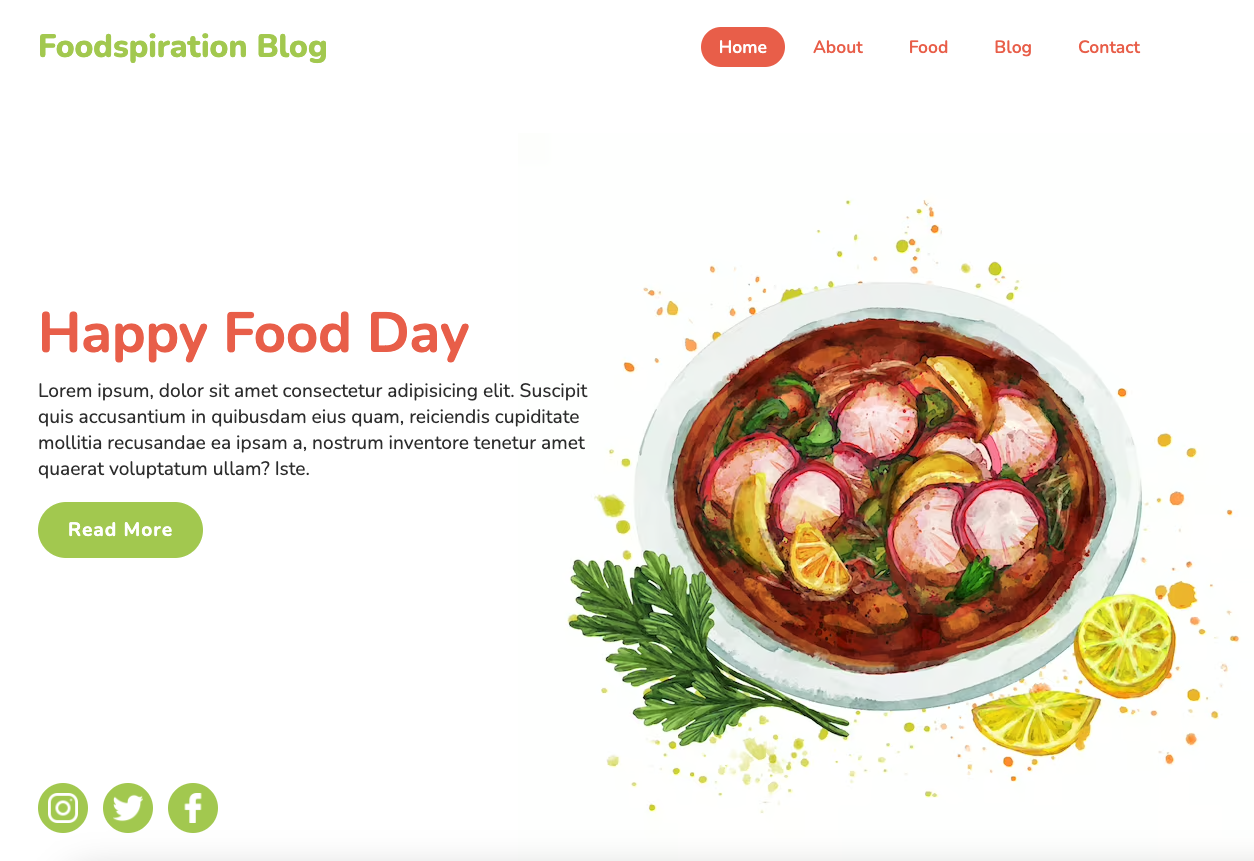 Foodspiration Blog
Home About Food Blog Contact
Happy Food Day
Lorem ipsum, dolor sit amet consectetur adipisicing elit. Suscipit
quis accusantium in quibusdam eius quam, reiciendis cupiditate
mollitia recusandae ea ipsam a, nostrum inventore tenetur amet
quaerat voluptatum ullam? Iste.
Read More